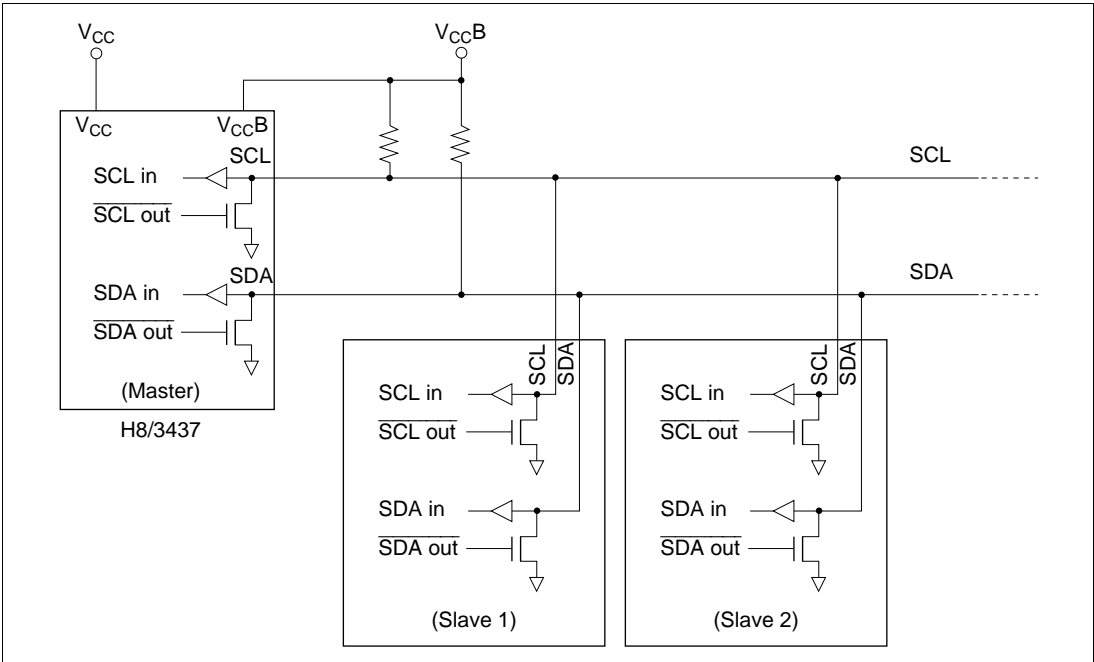 VCC
VCCB
VCC
VCCB
SCL
SCL in
SCL out
SCL
SDA
SDA in
SDA out
SDA
(Master)
H8/3437
SCL
SDA
SCL in
SCL out
SDA in
SDA out
(Slave 1)
SCL
SDA
SCL in
SCL out
SDA in
SDA out
(Slave 2)